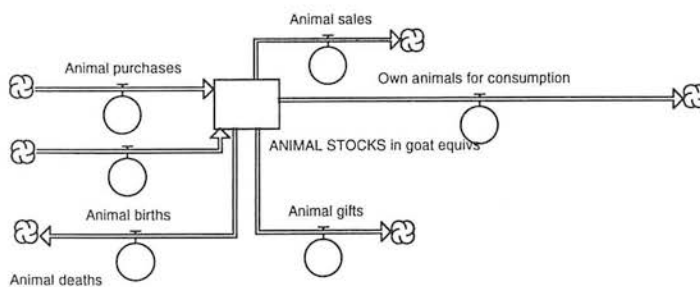 Animal sales
Animal purchases
Own animals for consumption
ANIMAL STOCKS in goat equivs
Animal births
Animal gifts
Animal deaths